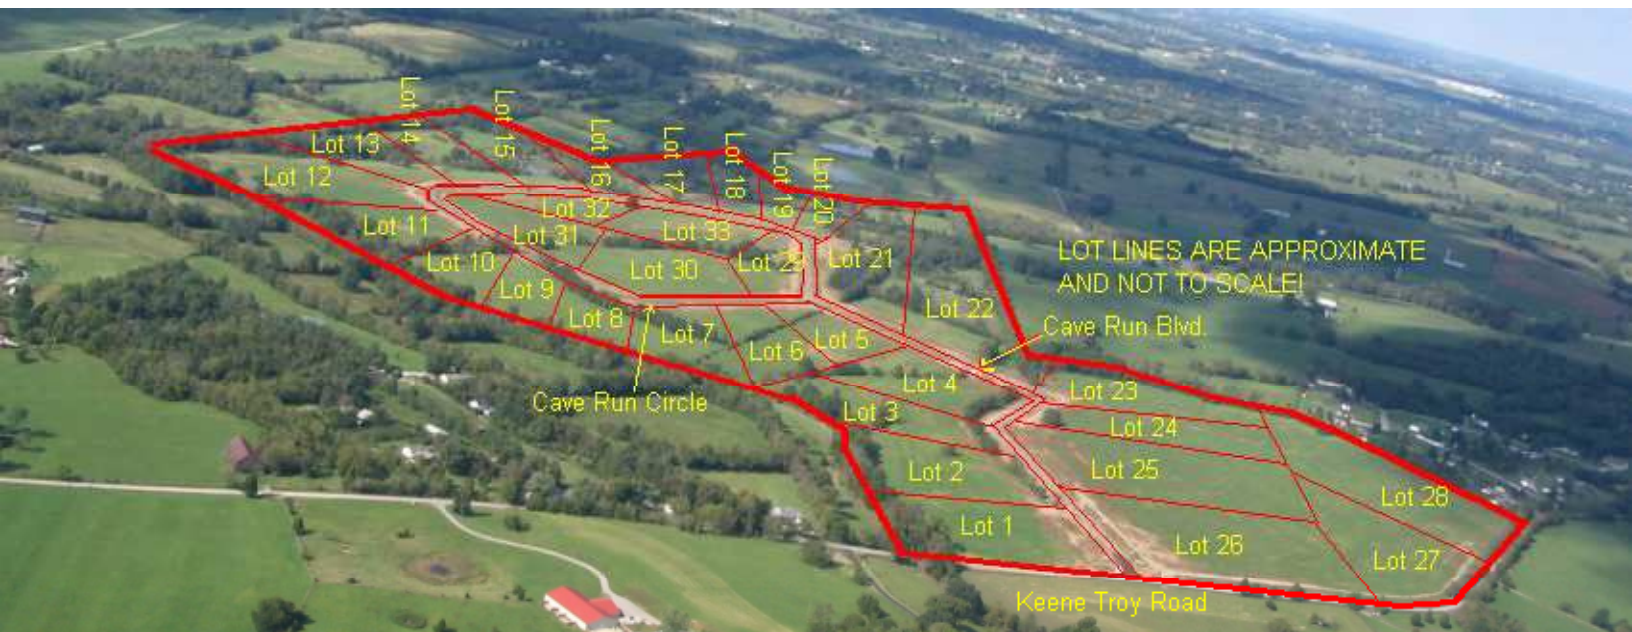 Lot 14
Lot 15
Lot 13
Lot 16
Lot 17
Lot 18
Lot 19
Lot 20
Lot 12
Lot 11
Lot 32
Lot 31
Lot 33
Lot 10
Lot 30
Lot 29
Lot 21
LOT LINES ARE APPROXIMATE
AND NOT TO SCALE!
Lot 9
Lot 8
Lot 7
Lot 22
Cave Run Blvd.
Lot 6
Lot 5
Lot 4
Lot 23
Cave Run Circle
Lot 3
Lot 24
Lot 2
Lot 25
Lot 28
Lot 1
Lot 26
Lot 27
Keene Troy Road